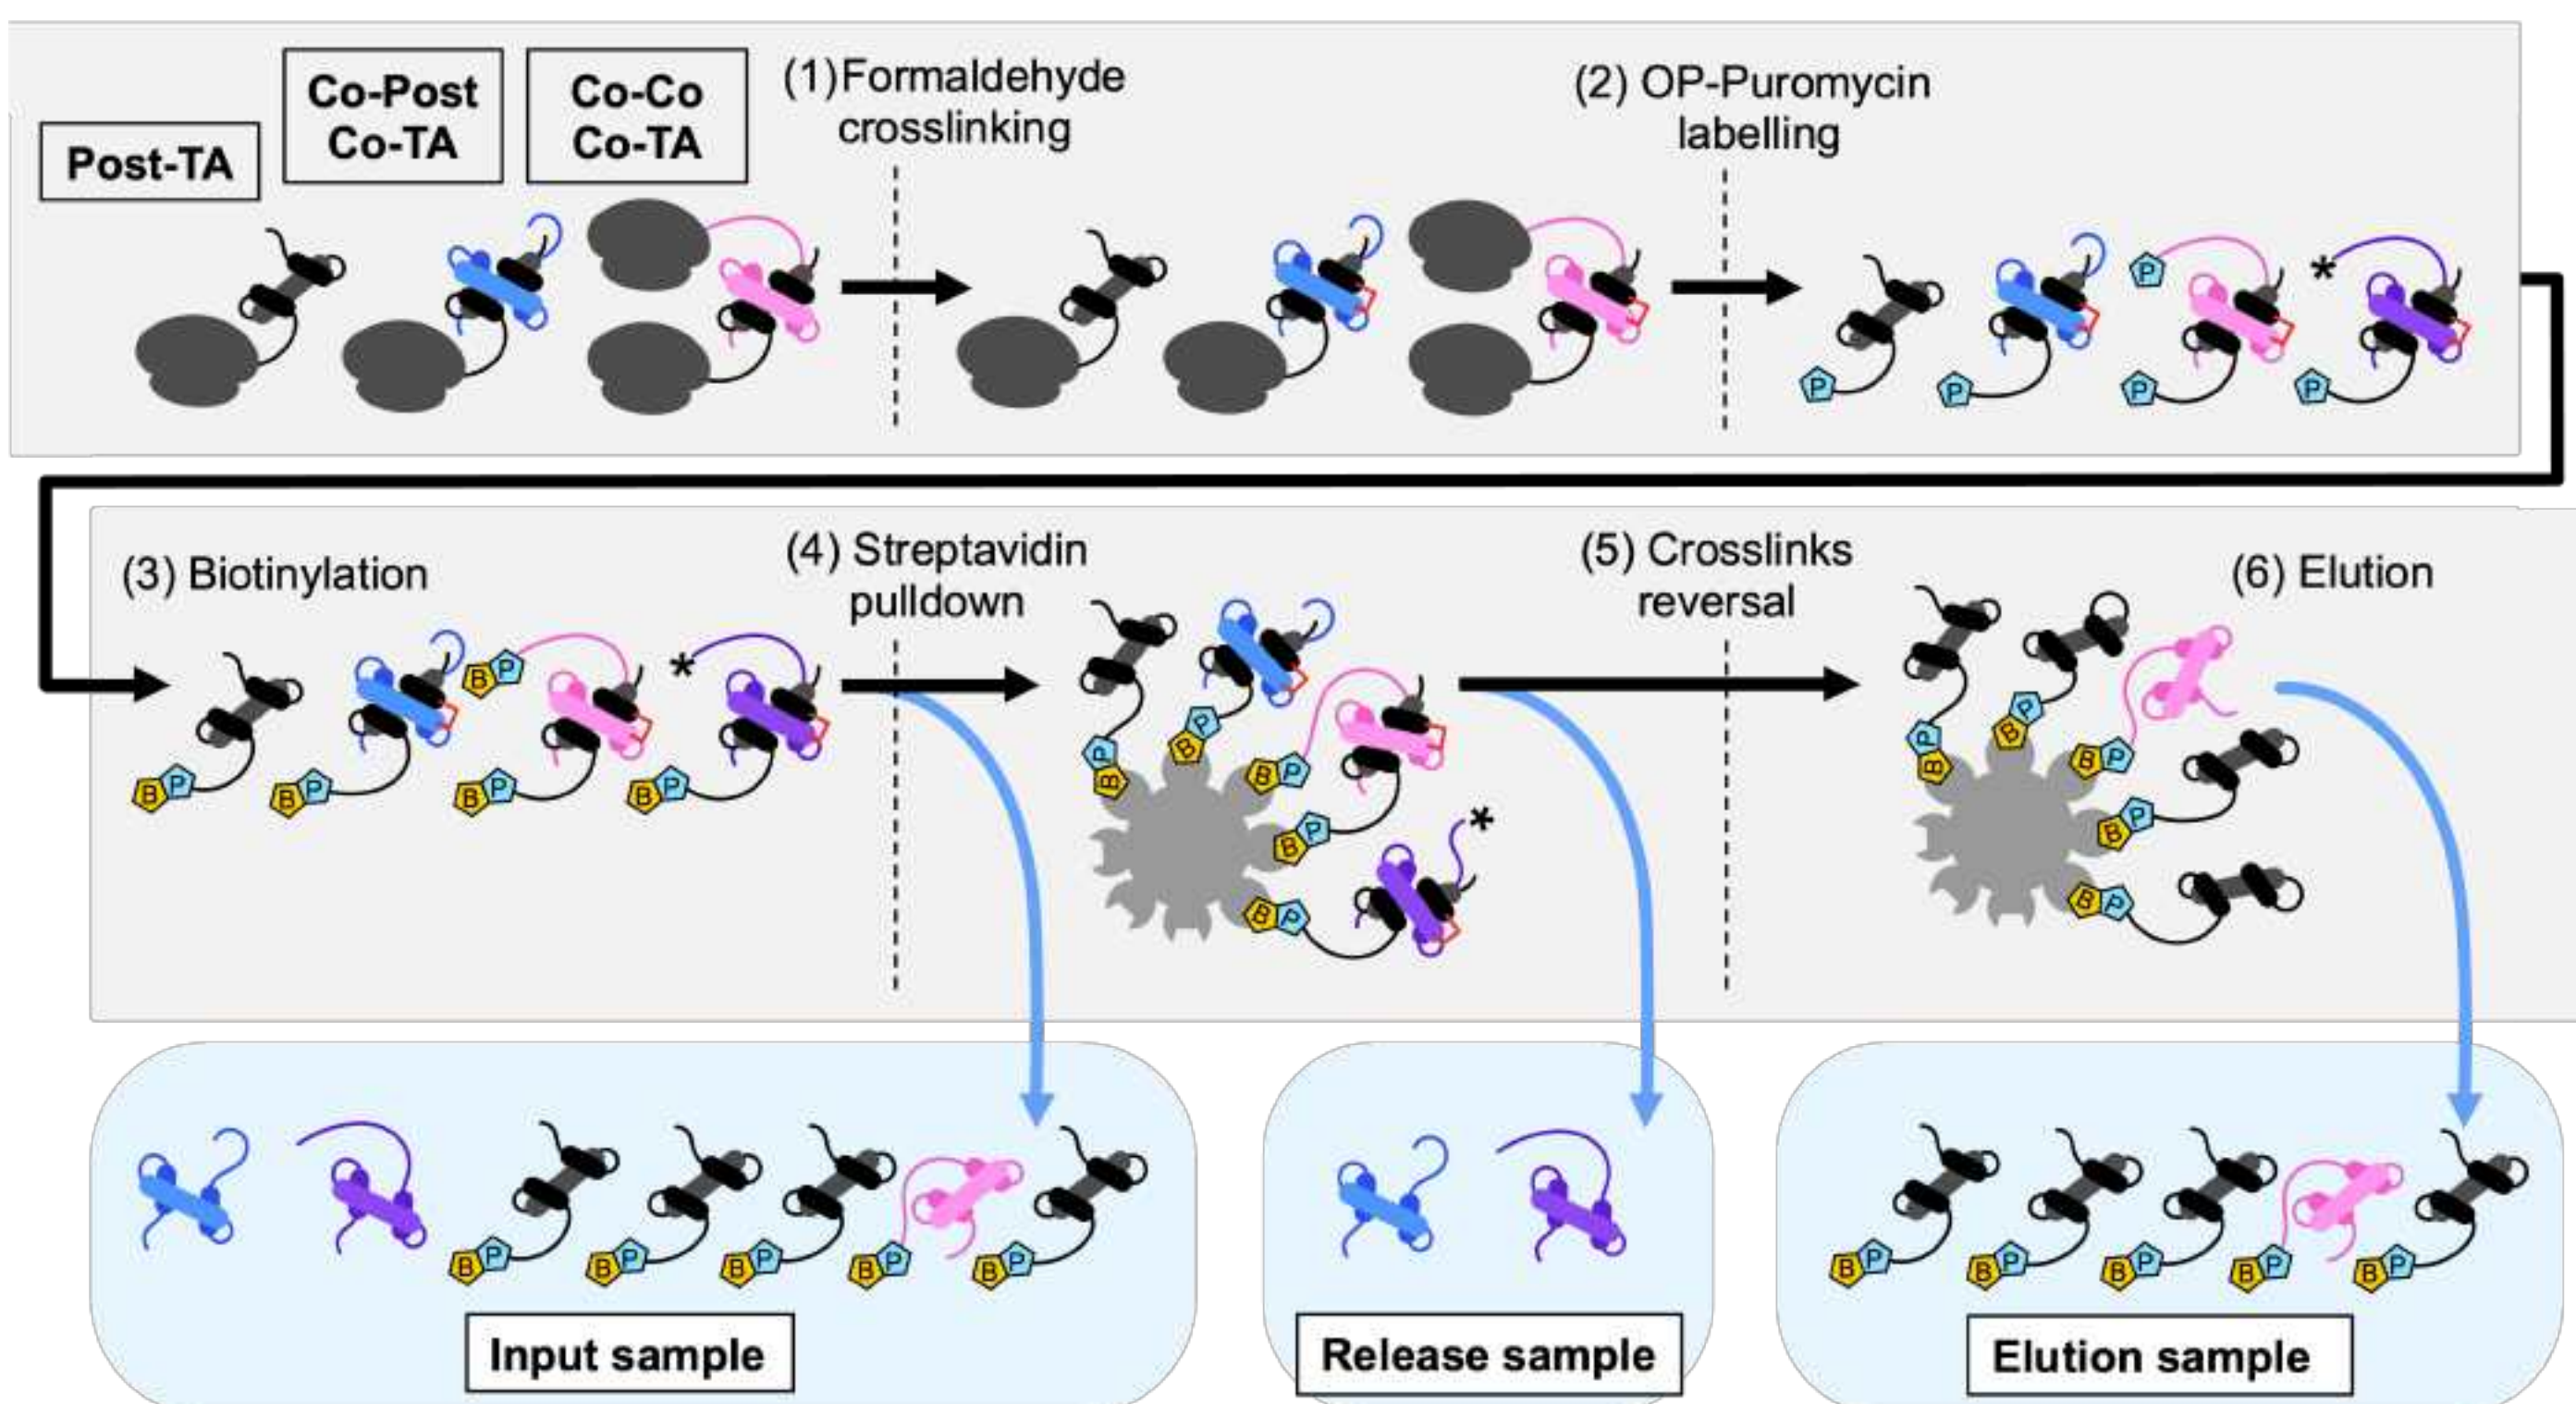 Post-TA
Co-Post
Co-TA
Co-Co
Co-TA
(1)Formaldehyde
crosslinking
(2) OP-Puromycin
labelling
P
*
P
P
P
P
(3) Biotinylation
(4) Streptavidin
pulldown
(5) Crosslinks
reversal
(6) Elution
B P
*
B P
B P
B P
B P
P
B
P
B
B P
B P
*
B P
P
B
P
B
B P
B P
B P
B P
B P
B P
B P
B P
B P
B P
B P
B P
B P
Input sample
Release sample
Elution sample